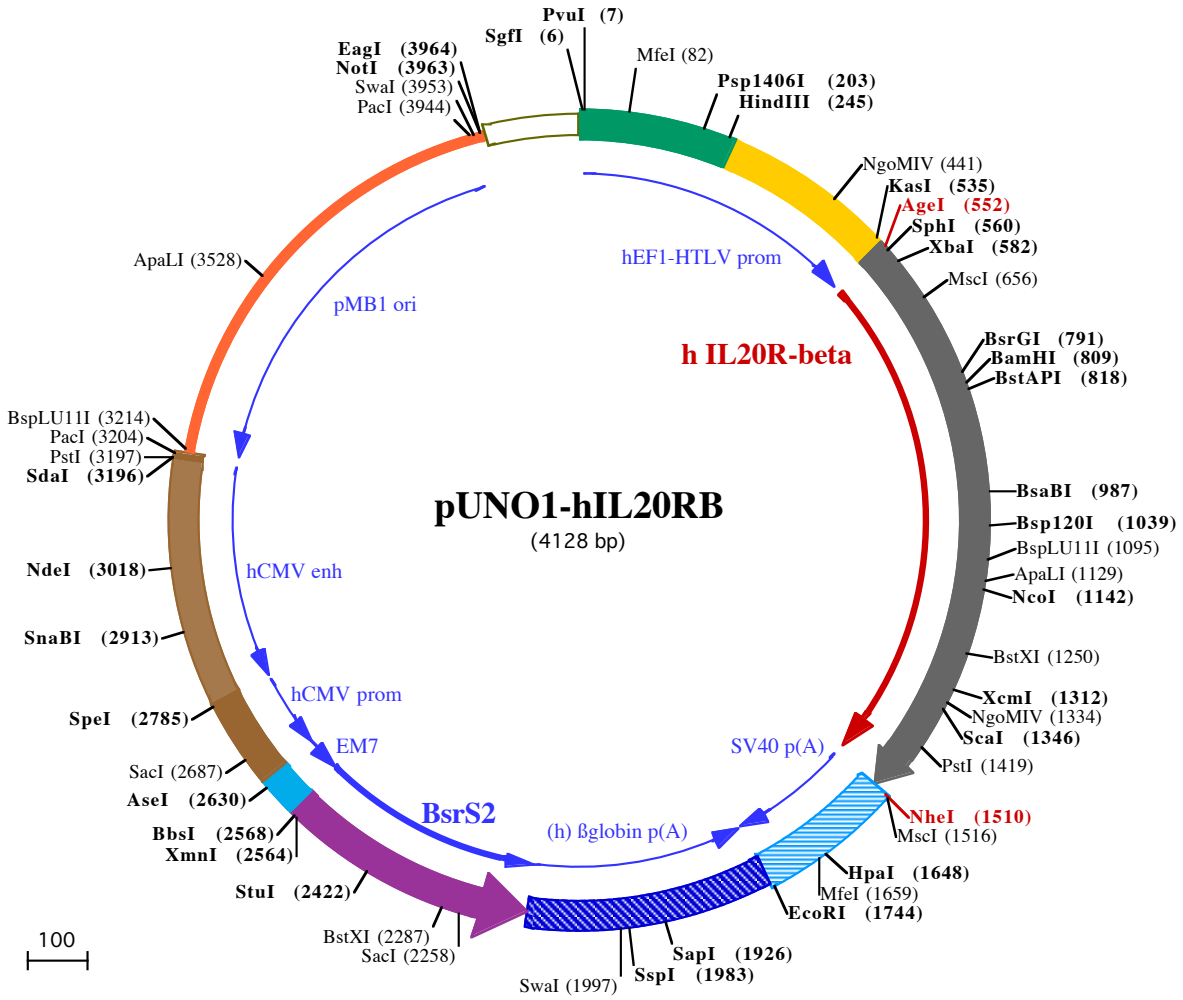 PvuI (7)
SgfI (6)
MfeI (82)
Psp1406I (203)
HindIII (245)
NgoMIV (441)
KasI (535)
AgeI (552)
SphI (560)
XbaI (582)
MscI (656)
BsrGI (791)
BamHI (809)
BstAPI (818)
BsaBI (987)
Bsp120I (1039)
BspLU11I (1095)
ApaLI (1129)
NcoI (1142)
BstXI (1250)
XcmI (1312)
NgoMIV (1334)
ScaI (1346)
PstI (1419)
NheI (1510)
MscI (1516)
HpaI (1648)
MfeI (1659)
EcoRI (1744)
SapI (1926)
SspI (1983)
SwaI (1997)
SacI (2258)
BstXI (2287)
StuI (2422)
XmnI (2564)
BbsI (2568)
AseI (2630)
SacI (2687)
SpeI (2785)
SnaBI (2913)
NdeI (3018)
SdaI (3196)
PstI (3197)
PacI (3204)
BspLU11I (3214)
ApaLI (3528)
PacI (3944)
SwaI (3953)
NotI (3963)
EagI (3964)
hEF1-HTLV prom
h IL20R-beta
SV40 p(A)
(h) ßglobin p(A)
BsrS2
EM7
hCMV prom
hCMV enh
pMB1 ori
pUNO1-hIL20RB
(4128 bp)
100